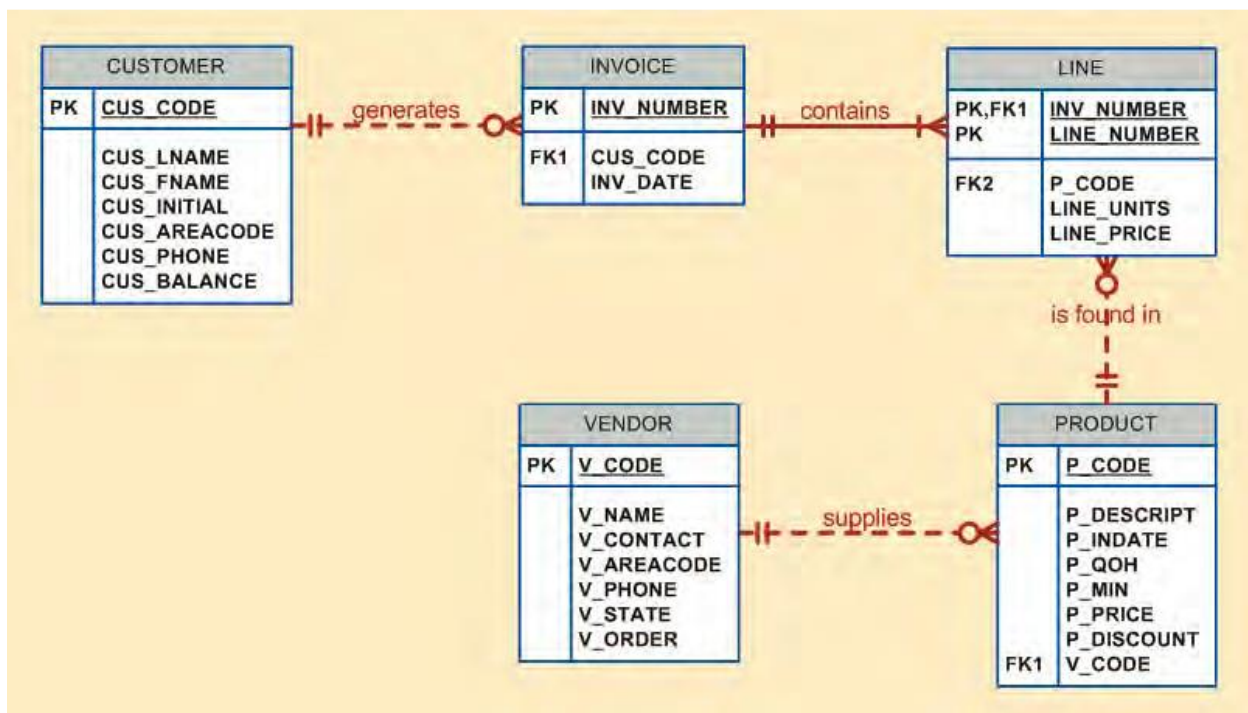 CUSTOMER
PK CUS_CODE
CUS_LNAME
CUS_FNAME
CUS_INITIAL
CUS_AREACODE
CUS_PHONE
CUS_BALANCE
generates
INVOICE
PK INV_NUMBER
FK1 CUS_CODE
INV_DATE
contains
LINE
PK,FK1 INV_NUMBER
PK LINE_NUMBER
FK2 P_CODE
LINE_UNITS
LINE_PRICE
is found in
VENDOR
PK V_CODE
V_NAME
V_CONTACT
V_AREACODE
V_PHONE
V_STATE
V_ORDER
supplies
PRODUCT
PK P_CODE
P_DESCRIPT
P_INDATE
P_QOH
P_MIN
P_PRICE
P_DISCOUNT
FK1 V_CODE